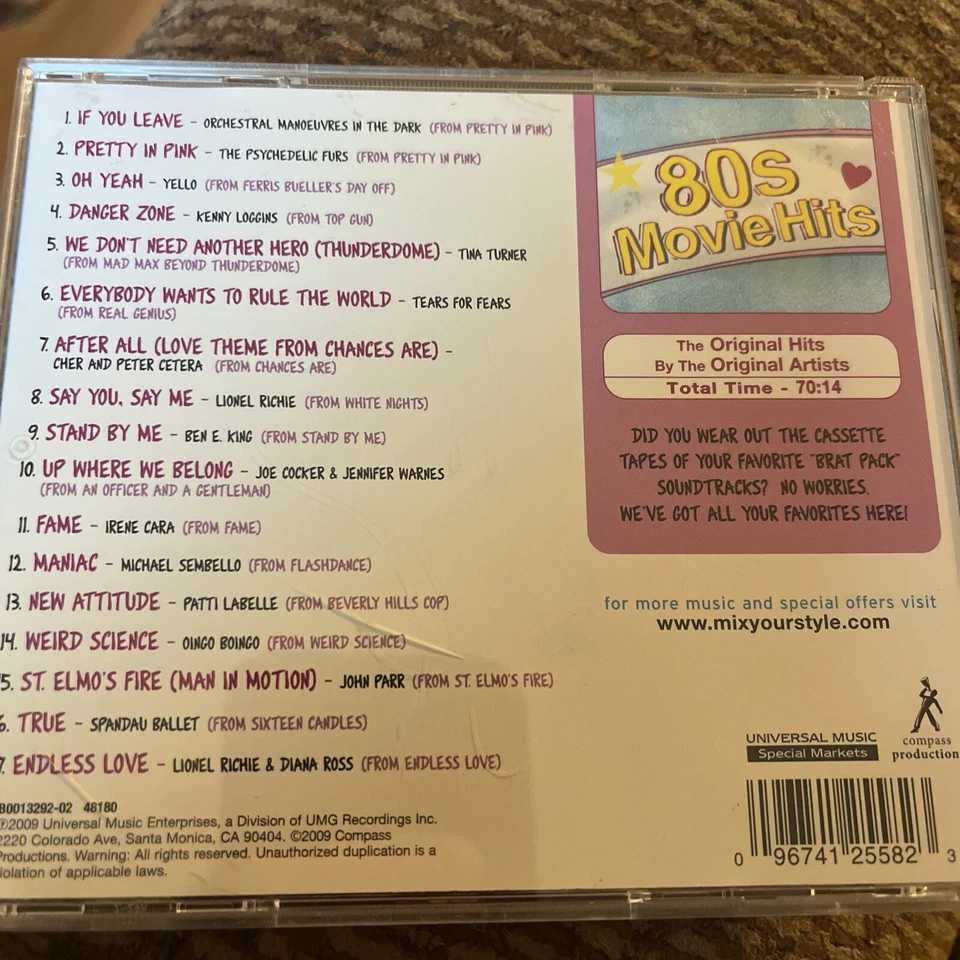 1. IF YOU LEAVE - ORCHESTRAL MANOEUVRES IN THE DARK (FROM PRETTY IN PINK)
2. PRETTY IN PINK - THE PSYCHEDELIC FURS (FROM PRETTY IN PINK)
3. OH YEAH - YELLO (FROM FERRIS BUELLER'S DAY OFF)
4. DANGER ZONE - KENNY LOGGINS (FROM TOP GUN)
5. WE DON'T NEED ANOTHER HERO (THUNDERDOME) - TINA TURNER
(FROM MAD MAX BEYOND THUNDERDOME)
6. EVERYBODY WANTS TO RULE THE WORLD - TEARS FOR FEARS
(FROM REAL GENIUS)
7. AFTER ALL (LOVE THEME FROM CHANCES ARE) -
CHER AND PETER CETERA (FROM CHANCES ARE)
8. SAY YOU, SAY ME - LIONEL RICHIE (FROM WHITE NIGHTS)
9. STAND BY ME - BEN E. KING (FROM STAND BY ME)
10. UP WHERE WE BELONG - JOE COCKER & JENNIFER WARNES
(FROM AN OFFICER AND A GENTLEMAN)
11. FAME - IRENE CARA (FROM FAME)
12. MANIAC - MICHAEL SEMBELLO (FROM FLASHDANCE)
13. NEW ATTITUDE - PATTI LABELLE (FROM BEVERLY HILLS COP)
14. WEIRD SCIENCE - OINGO BOINGO (FROM WEIRD SCIENCE)
5. ST. ELMO'S FIRE (MAN IN MOTION) - JOHN PARR (FROM ST. ELMO'S FIRE)
6. TRUE - SPANDAU BALLET (FROM SIXTEEN CANDLES)
7. ENDLESS LOVE - LIONEL RICHIE & DIANA ROSS (FROM ENDLESS LOVE)
B0013292-02 48180
℗2009 Universal Music Enterprises, a Division of UMG Recordings Inc.
2220 Colorado Ave, Santa Monica, CA 90404. ©2009 Compass
Productions. Warning: All rights reserved. Unauthorized duplication is a
violation of applicable laws.
80s
Movie Hits
The Original Hits
By The Original Artists
Total Time - 70:14
DID YOU WEAR OUT THE CASSETTE
TAPES OF YOUR FAVORITE "BRAT PACK"
SOUNDTRACKS? NO WORRIES.
WE'VE GOT ALL YOUR FAVORITES HERE!
for more music and special offers visit
www.mixyourstyle.com
UNIVERSAL MUSIC
Special Markets
compass
production
0 96741 25582 3